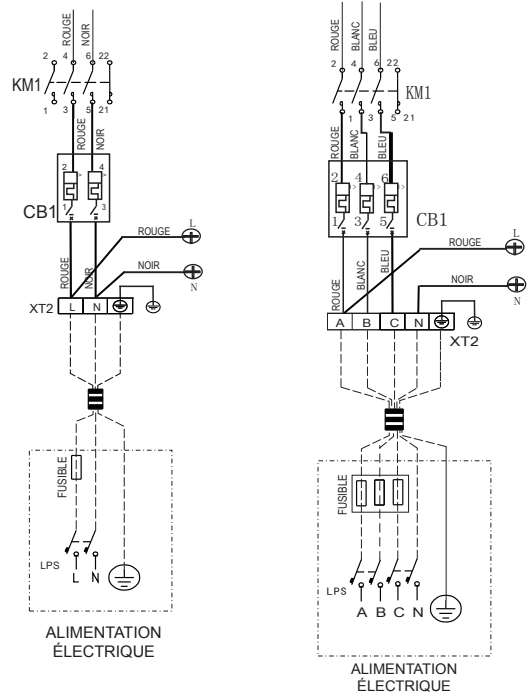 ROUGE
NOIR
2 4 6 22
KM1
1 3 5 21
ROUGE
NOIR
2 4
1 3
CB1
ROUGE
L
ROUGE
NOIR
NOIR
N
XT2 L N
FUSIBLE
LPS
L N
ALIMENTATION
ÉLECTRIQUE
ROUGE
BLANC
BLEU
2 4 6 22
KM1
1 3 5 21
ROUGE
BLANC
BLEU
2 4 6
1 3 5
CB1
L
ROUGE
ROUGE
BLANC
BLEU
NOIR
N
A B C N
XT2
FUSIBLE
LPS
A B C N
ALIMENTATION
ÉLECTRIQUE